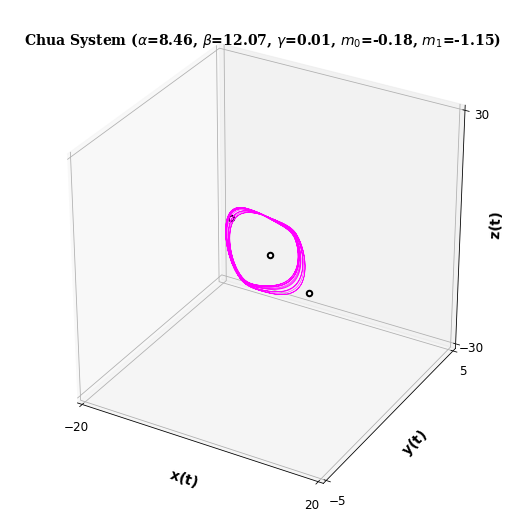 Chua System (α=8.46, β=12.07, γ=0.01, m₀=-0.18, m₁=-1.15)
30
z(t)
−30
5
y(t)
−20
x(t)
20
−5